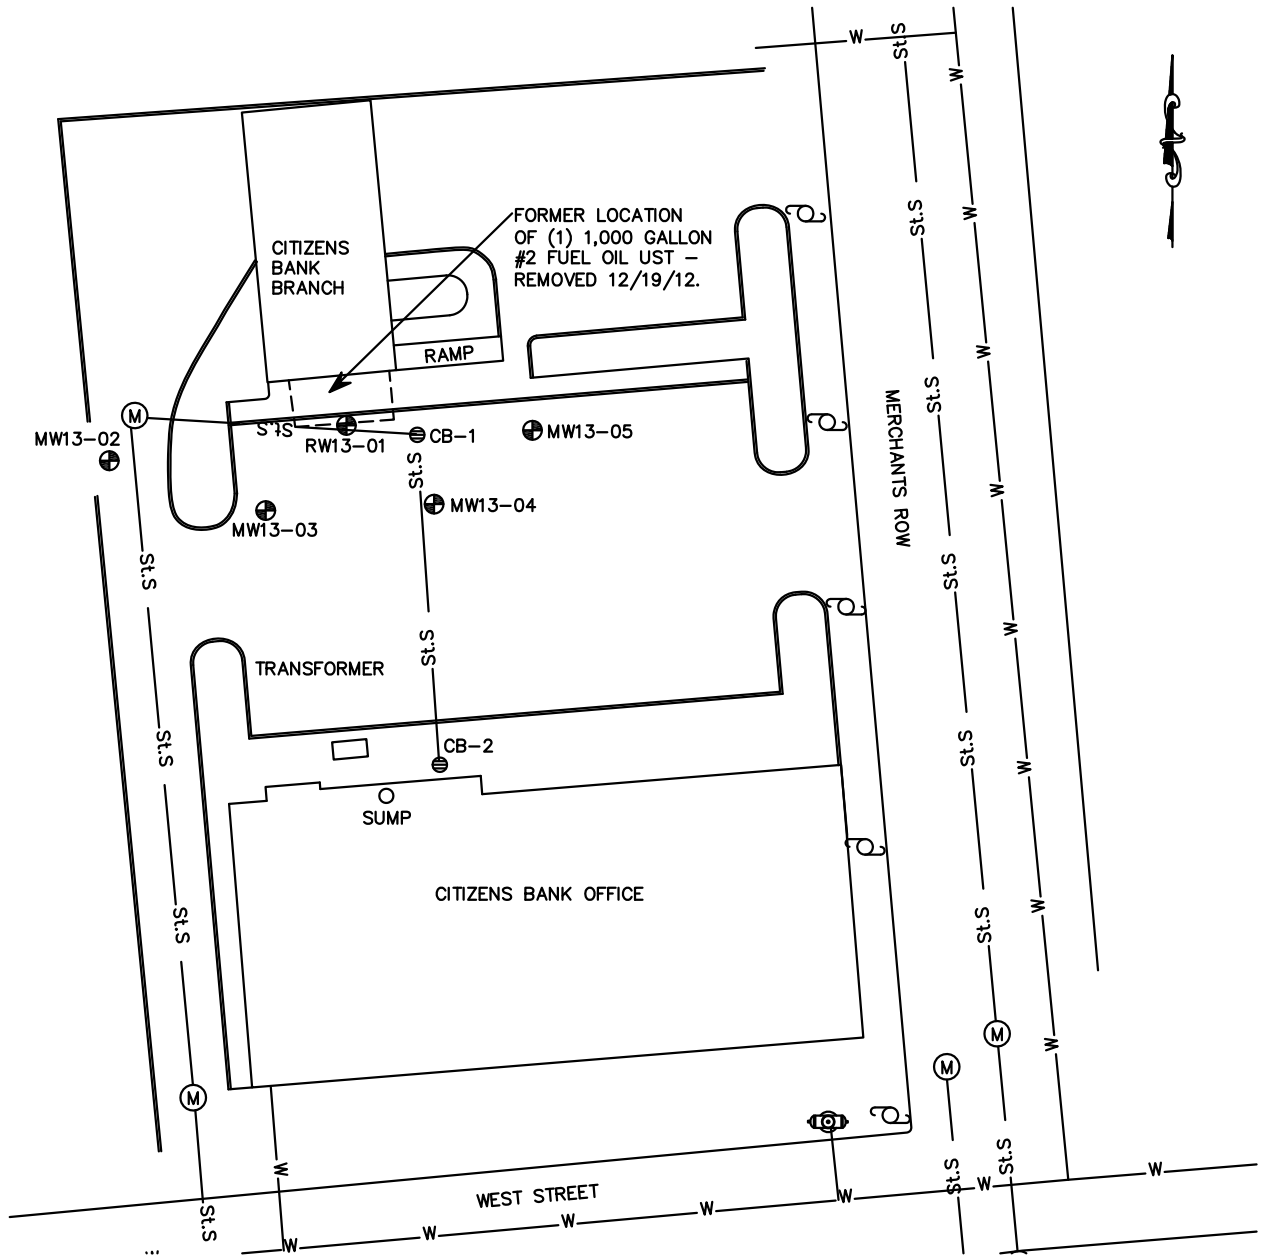 W
St.S
W
FORMER LOCATION
OF (1) 1,000 GALLON
#2 FUEL OIL UST –
REMOVED 12/19/12.
W
St.S
CITIZENS
BANK
BRANCH
RAMP
W
St.S
M
MW13-02
St.S
RW13-01
CB-1
MW13-05
MERCHANTS ROW
St.S
MW13-03
MW13-04
W
St.S
St.S
W
St.S
TRANSFORMER
St.S
CB-2
St.S
W
SUMP
CITIZENS BANK OFFICE
St.S
St.S
W
M
W
M
M
W
St.S
St.S
W
WEST STREET
St.S
W
W
W
W
W
W